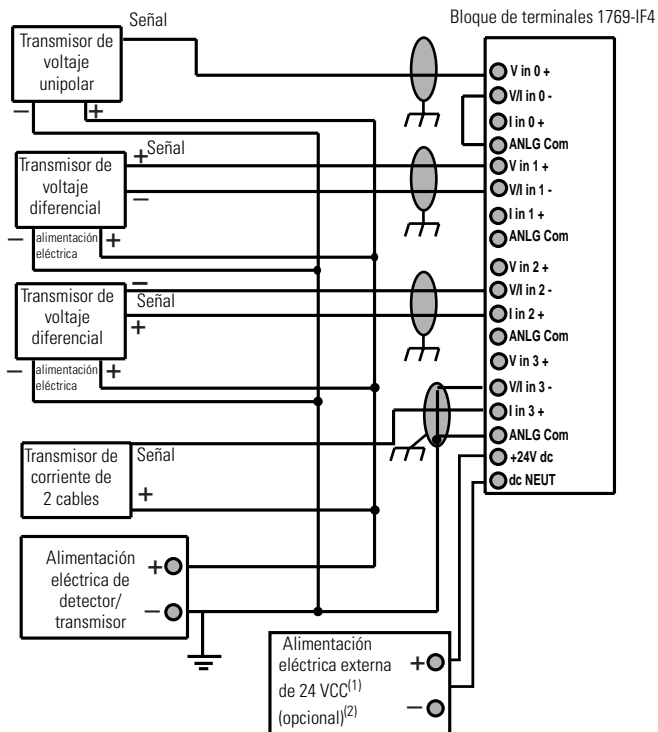 Bloque de terminales 1769-IF4
Señal
Transmisor de
voltaje
unipolar
− +
V in 0 +
V/I in 0 -
I in 0 +
ANLG Com
+ Señal
Transmisor de
voltaje
diferencial
−
− alimentación +
eléctrica
V in 1 +
V/I in 1 -
I in 1 +
ANLG Com
−
Señal
+
Transmisor de
voltaje
diferencial
− alimentación +
eléctrica
V in 2 +
V/I in 2 -
I in 2 +
ANLG Com
V in 3 +
V/I in 3 -
I in 3 +
ANLG Com
+24V dc
dc NEUT
Transmisor de
corriente de
2 cables
Señal
+
Alimentación
eléctrica de
detector/
transmisor
+
−
Alimentación
eléctrica externa
de 24 VCC(1)
(opcional)(2)
+
−